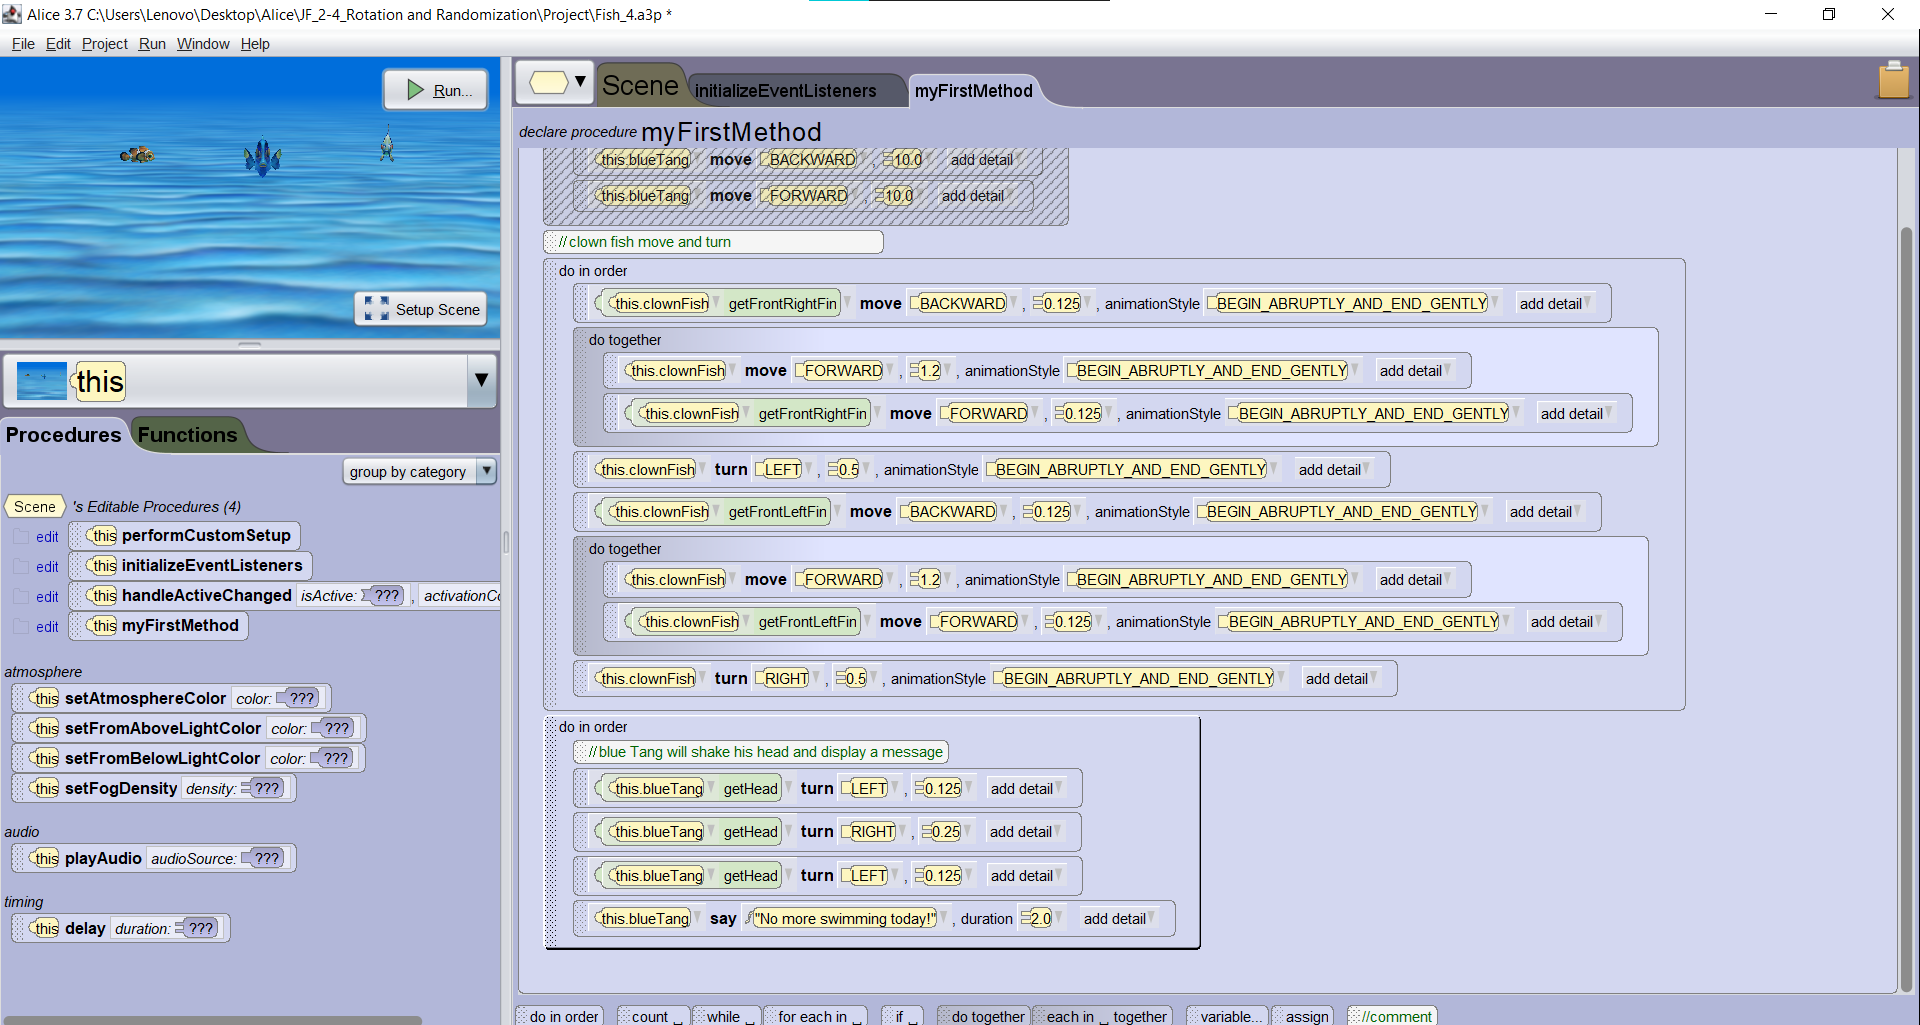 Alice 3.7 C:\Users\Lenovo\Desktop\Alice\JF_2-4_Rotation and Randomization\Project\Fish_4.a3p *
File Edit Project Run Window Help
Run...
Setup Scene
this
Procedures Functions
group by category
Scene 's Editable Procedures (4)
edit this performCustomSetup
edit this initializeEventListeners
edit this handleActiveChanged isActive: ??? , activationCo
edit this myFirstMethod
atmosphere
this setAtmosphereColor color: ???
this setFromAboveLightColor color: ???
this setFromBelowLightColor color: ???
this setFogDensity density: ???
audio
this playAudio audioSource: ???
timing
this delay duration: ???
Scene initializeEventListeners myFirstMethod
declare procedure myFirstMethod
this.blueTang move BACKWARD , 10.0 add detail
this.blueTang move FORWARD , 10.0 add detail
//clown fish move and turn
do in order
this.clownFish getFrontRightFin move BACKWARD , 0.125 , animationStyle BEGIN_ABRUPTLY_AND_END_GENTLY add detail
do together
this.clownFish move FORWARD , 1.2 , animationStyle BEGIN_ABRUPTLY_AND_END_GENTLY add detail
this.clownFish getFrontRightFin move FORWARD , 0.125 , animationStyle BEGIN_ABRUPTLY_AND_END_GENTLY add detail
this.clownFish turn LEFT , 0.5 , animationStyle BEGIN_ABRUPTLY_AND_END_GENTLY add detail
this.clownFish getFrontLeftFin move BACKWARD , 0.125 , animationStyle BEGIN_ABRUPTLY_AND_END_GENTLY add detail
do together
this.clownFish move FORWARD , 1.2 , animationStyle BEGIN_ABRUPTLY_AND_END_GENTLY add detail
this.clownFish getFrontLeftFin move FORWARD , 0.125 , animationStyle BEGIN_ABRUPTLY_AND_END_GENTLY add detail
this.clownFish turn RIGHT , 0.5 , animationStyle BEGIN_ABRUPTLY_AND_END_GENTLY add detail
do in order
//blue Tang will shake his head and display a message
this.blueTang getHead turn LEFT , 0.125 add detail
this.blueTang getHead turn RIGHT , 0.25 add detail
this.blueTang getHead turn LEFT , 0.125 add detail
this.blueTang say "No more swimming today!" , duration 2.0 add detail
do in order count _ while _ for each in _ if _ do together each in _ together variable... assign //comment